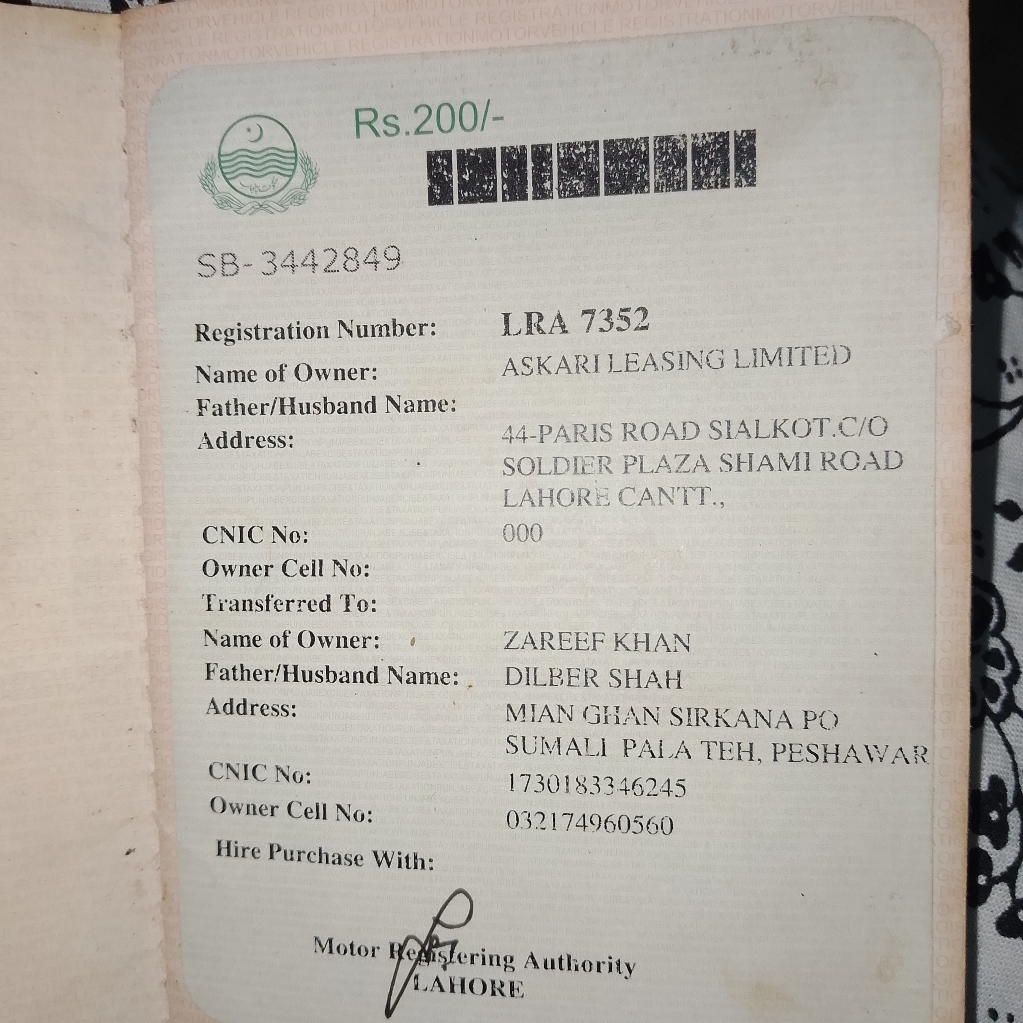 Rs.200/-
SB-3442849
Registration Number: LRA 7352
Name of Owner: ASKARI LEASING LIMITED
Father/Husband Name:
Address: 44-PARIS ROAD SIALKOT.C/O
SOLDIER PLAZA SHAMI ROAD
LAHORE CANTT.,
CNIC No: 000
Owner Cell No:
Transferred To:
Name of Owner: ZAREEF KHAN
Father/Husband Name: DILBER SHAH
Address: MIAN GHAN SIRKANA PO
SUMALI PALA TEH, PESHAWAR
CNIC No: 1730183346245
Owner Cell No: 032174960560
Hire Purchase With:
Motor Registering Authority
LAHORE